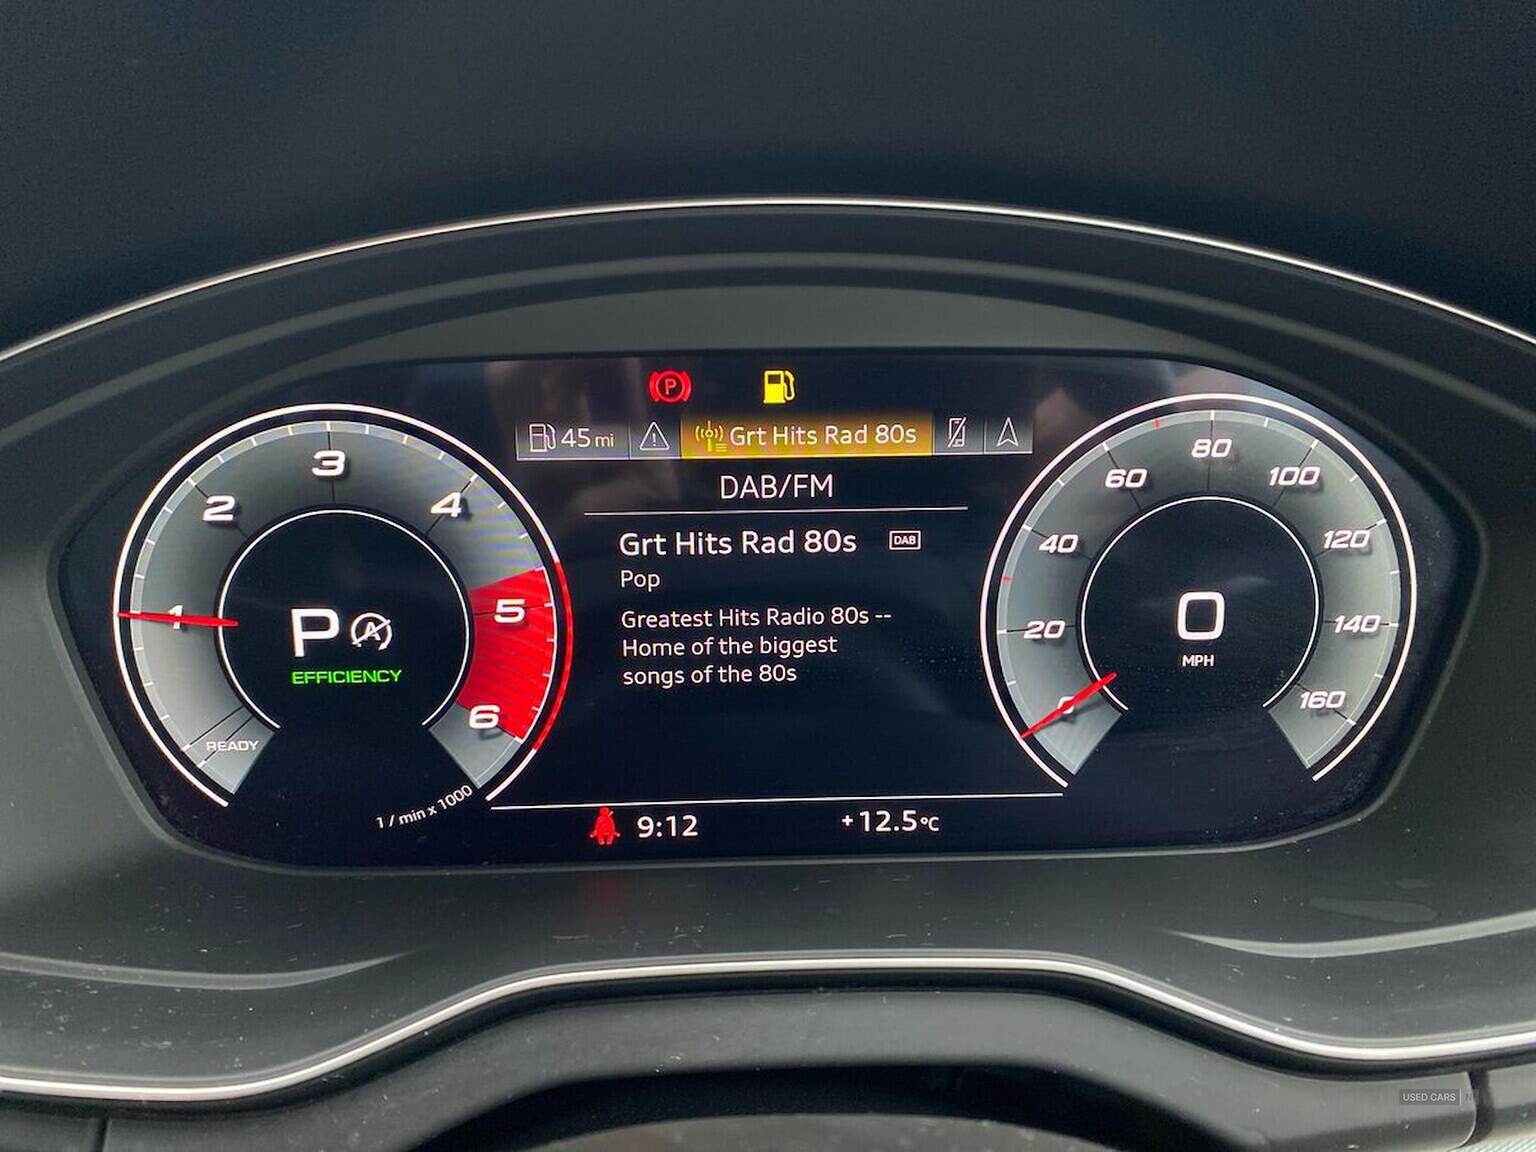 P
45 mi
Grt Hits Rad 80s
DAB/FM
Grt Hits Rad 80s DAB
Pop
Greatest Hits Radio 80s --
Home of the biggest
songs of the 80s
1
2
3
4
5
6
READY
P A
EFFICIENCY
1 / min x 1000
0
20
40
60
80
100
120
140
160
0
MPH
9:12
+12.5°C
USED CARS